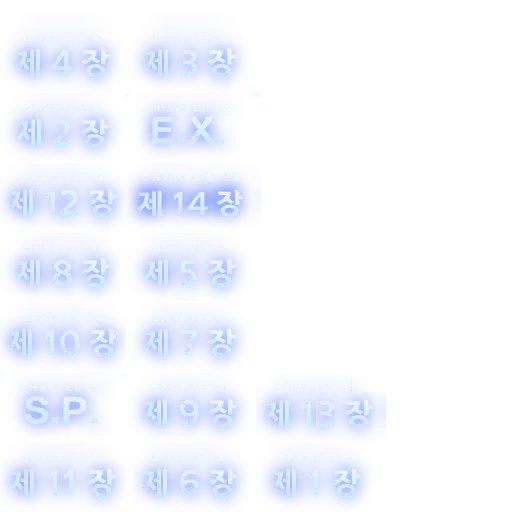 제 4 장 제 3 장
제 2 장 E.X.
제 12 장 제 14 장
제 8 장 제 5 장
제 10 장 제 7 장
S.P. 제 9 장 제 13 장
제 11 장 제 6 장 제 1 장